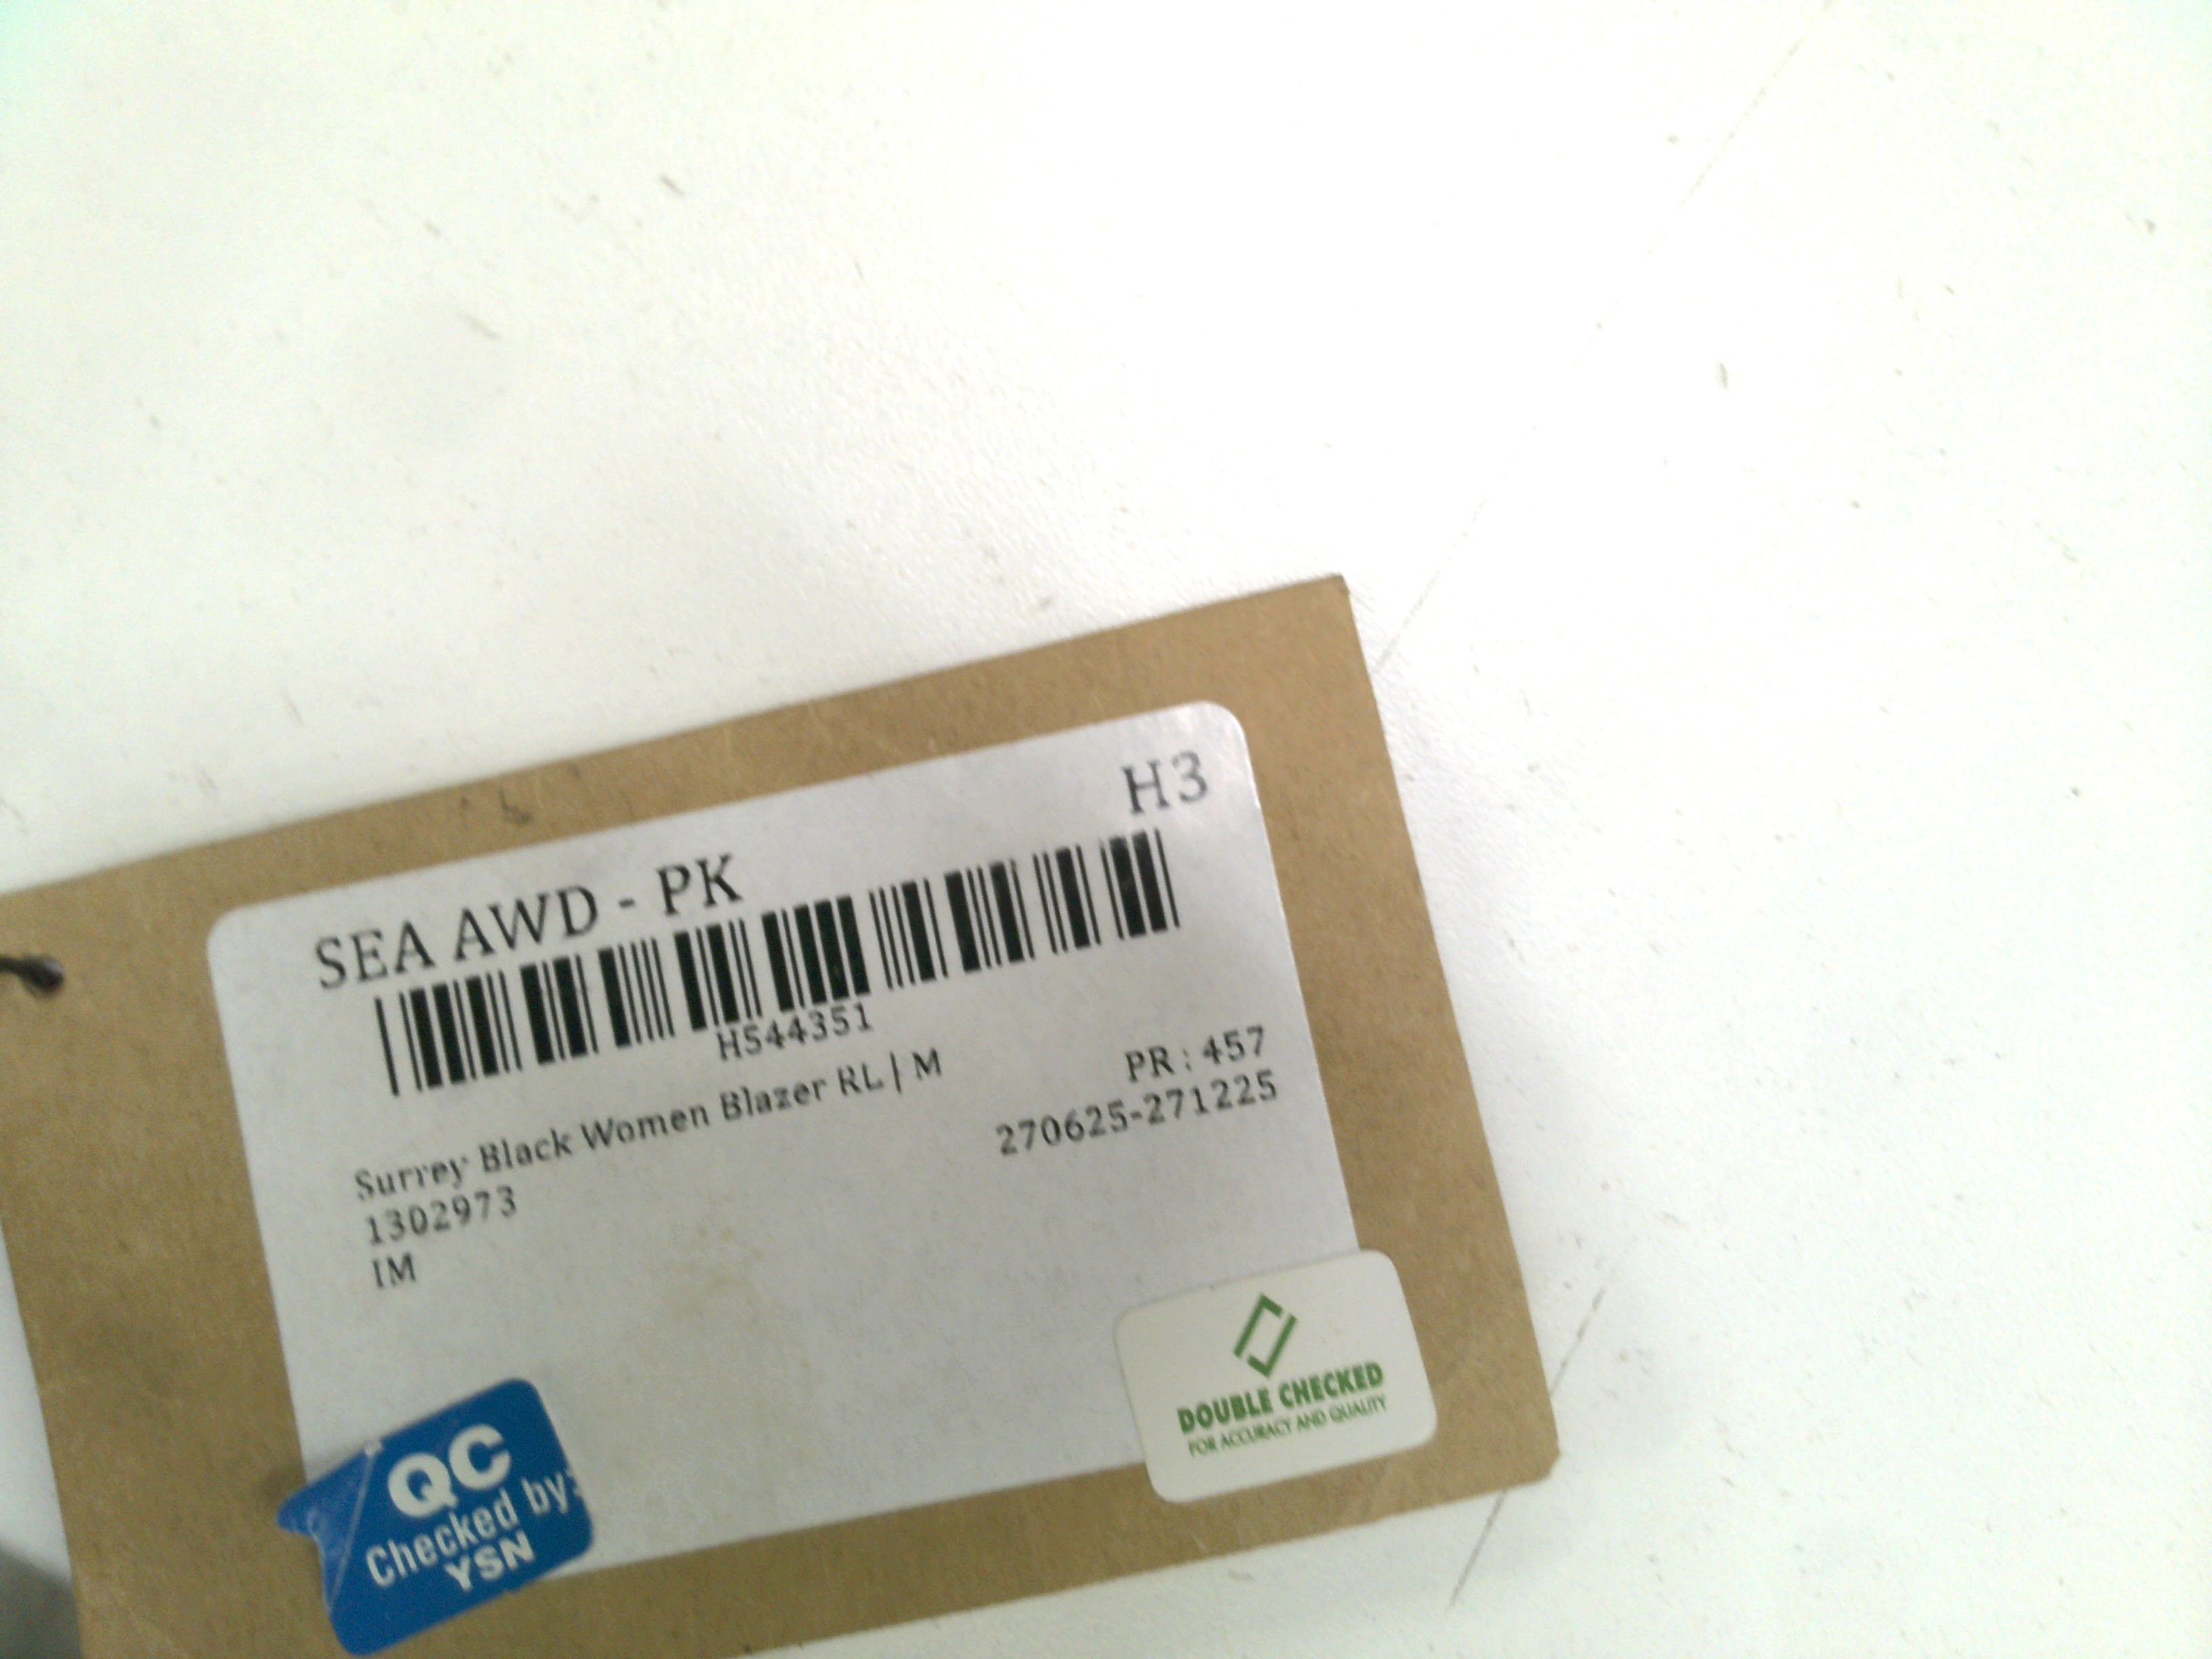 H3
SEA AWD - PK
H544351
Surrey Black Women Blazer RL | M
PR : 457
1302973
270625-271225
IM
QC
Checked by:
YSN
DOUBLE CHECKED
FOR ACCURACY AND QUALITY